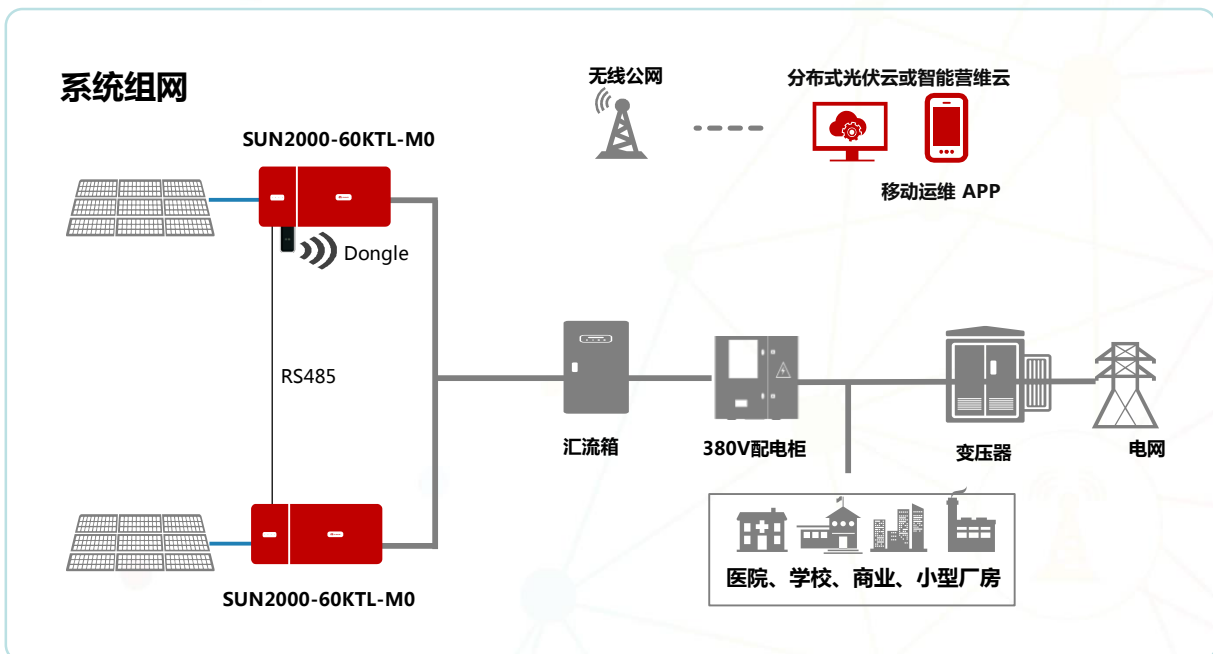 系统组网
无线公网
分布式光伏云或智能营维云
移动运维 APP
SUN2000-60KTL-M0
Dongle
RS485
汇流箱
380V配电柜
变压器
电网
SUN2000-60KTL-M0
医院、学校、商业、小型厂房